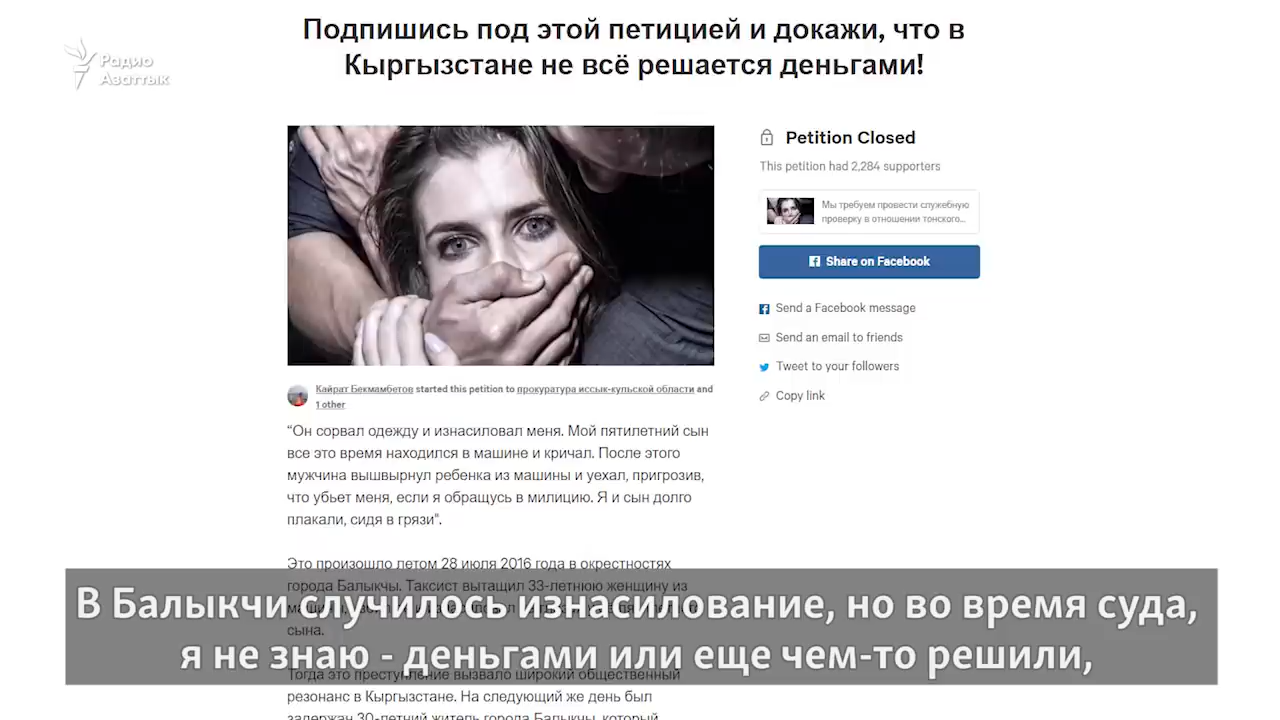 Подпишись под этой петицией и докажи, что в
Кыргызстане не всё решается деньгами!
Радио
Азаттык
Petition Closed
This petition had 2,284 supporters
Мы требуем провести служебную
проверку в отношении тонского...
Share on Facebook
Send a Facebook message
Send an email to friends
Tweet to your followers
Copy link
Кайрат Бекмамбетов started this petition to прокуратура иссык-кульской области and
1 other
“Он сорвал одежду и изнасиловал меня. Мой пятилетний сын
все это время находился в машине и кричал. После этого
мужчина вышвырнул ребенка из машины и уехал, пригрозив,
что убьет меня, если я обращусь в милицию. Я и сын долго
плакали, сидя в грязи".
Это произошло летом 28 июля 2016 года в окрестностях
города Балыкчы. Таксист вытащил 33-летнюю женщину из
сына.
В Балыкчи случилось изнасилование, но во время суда,
я не знаю - деньгами или еще чем-то решили,
Тогда это преступление вызвало широкий общественный
резонанс в Кыргызстане. На следующий же день был
задержан 30-летний житель города Балыкчы, который